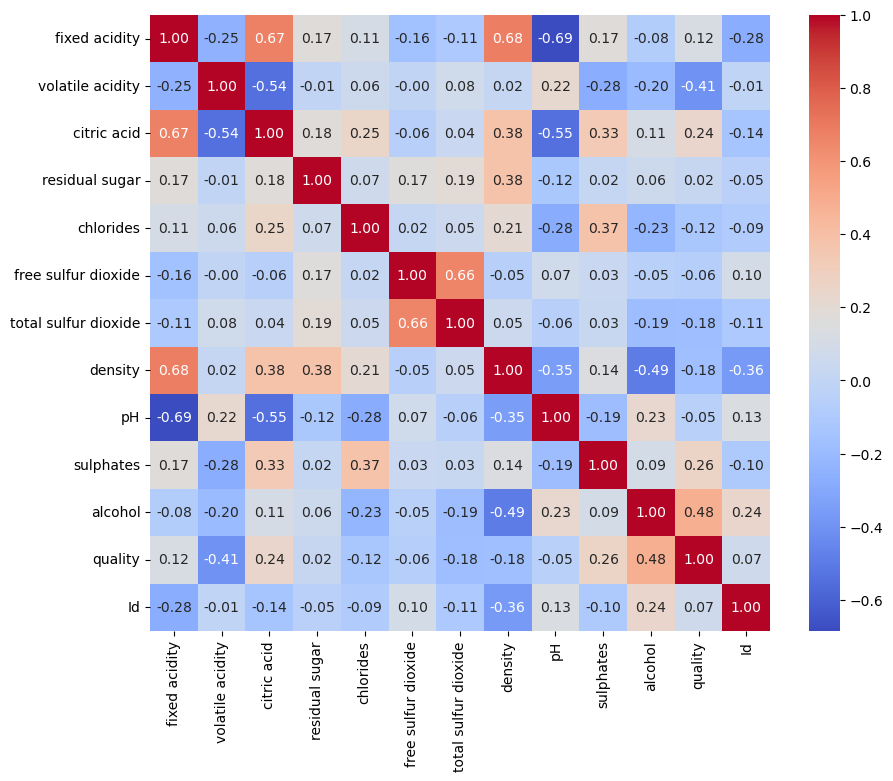 fixed acidity 1.00 -0.25 0.67 0.17 0.11 -0.16 -0.11 0.68 -0.69 0.17 -0.08 0.12 -0.28
volatile acidity -0.25 1.00 -0.54 -0.01 0.06 -0.00 0.08 0.02 0.22 -0.28 -0.20 -0.41 -0.01
citric acid 0.67 -0.54 1.00 0.18 0.25 -0.06 0.04 0.38 -0.55 0.33 0.11 0.24 -0.14
residual sugar 0.17 -0.01 0.18 1.00 0.07 0.17 0.19 0.38 -0.12 0.02 0.06 0.02 -0.05
chlorides 0.11 0.06 0.25 0.07 1.00 0.02 0.05 0.21 -0.28 0.37 -0.23 -0.12 -0.09
free sulfur dioxide -0.16 -0.00 -0.06 0.17 0.02 1.00 0.66 -0.05 0.07 0.03 -0.05 -0.06 0.10
total sulfur dioxide -0.11 0.08 0.04 0.19 0.05 0.66 1.00 0.05 -0.06 0.03 -0.19 -0.18 -0.11
density 0.68 0.02 0.38 0.38 0.21 -0.05 0.05 1.00 -0.35 0.14 -0.49 -0.18 -0.36
pH -0.69 0.22 -0.55 -0.12 -0.28 0.07 -0.06 -0.35 1.00 -0.19 0.23 -0.05 0.13
sulphates 0.17 -0.28 0.33 0.02 0.37 0.03 0.03 0.14 -0.19 1.00 0.09 0.26 -0.10
alcohol -0.08 -0.20 0.11 0.06 -0.23 -0.05 -0.19 -0.49 0.23 0.09 1.00 0.48 0.24
quality 0.12 -0.41 0.24 0.02 -0.12 -0.06 -0.18 -0.18 -0.05 0.26 0.48 1.00 0.07
Id -0.28 -0.01 -0.14 -0.05 -0.09 0.10 -0.11 -0.36 0.13 -0.10 0.24 0.07 1.00
fixed acidity
volatile acidity
citric acid
residual sugar
chlorides
free sulfur dioxide
total sulfur dioxide
density
pH
sulphates
alcohol
quality
Id
1.0
0.8
0.6
0.4
0.2
0.0
−0.2
−0.4
−0.6